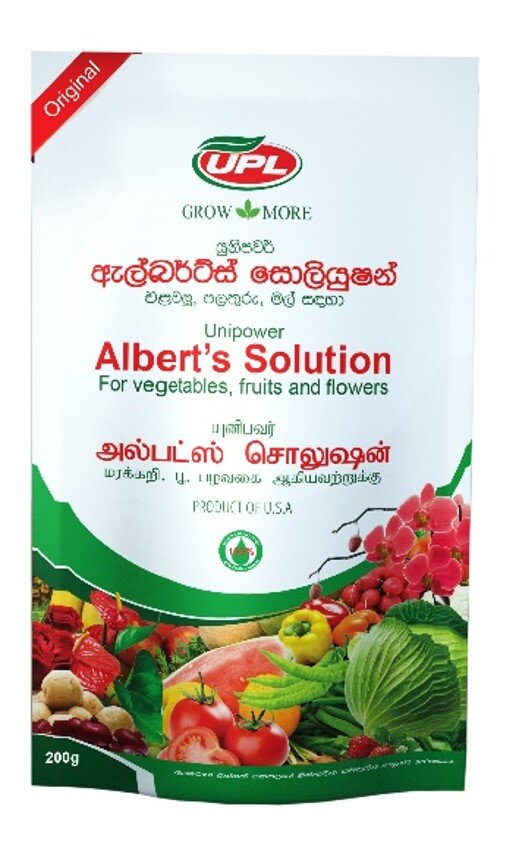 Original
UPL
GROW MORE
යුනිපවර්
ඇල්බර්ට්ස් සොලියුෂන්
එළවළු, පලතුරු, මල් සඳහා
Unipower
Albert's Solution
For vegetables, fruits and flowers
யுனிபவர்
அல்பட்ஸ் சொலுஷன்
மரக்கறி, பூ, பழவகை ஆகியவற்றுக்கு
PRODUCT OF U.S.A
100%
200g